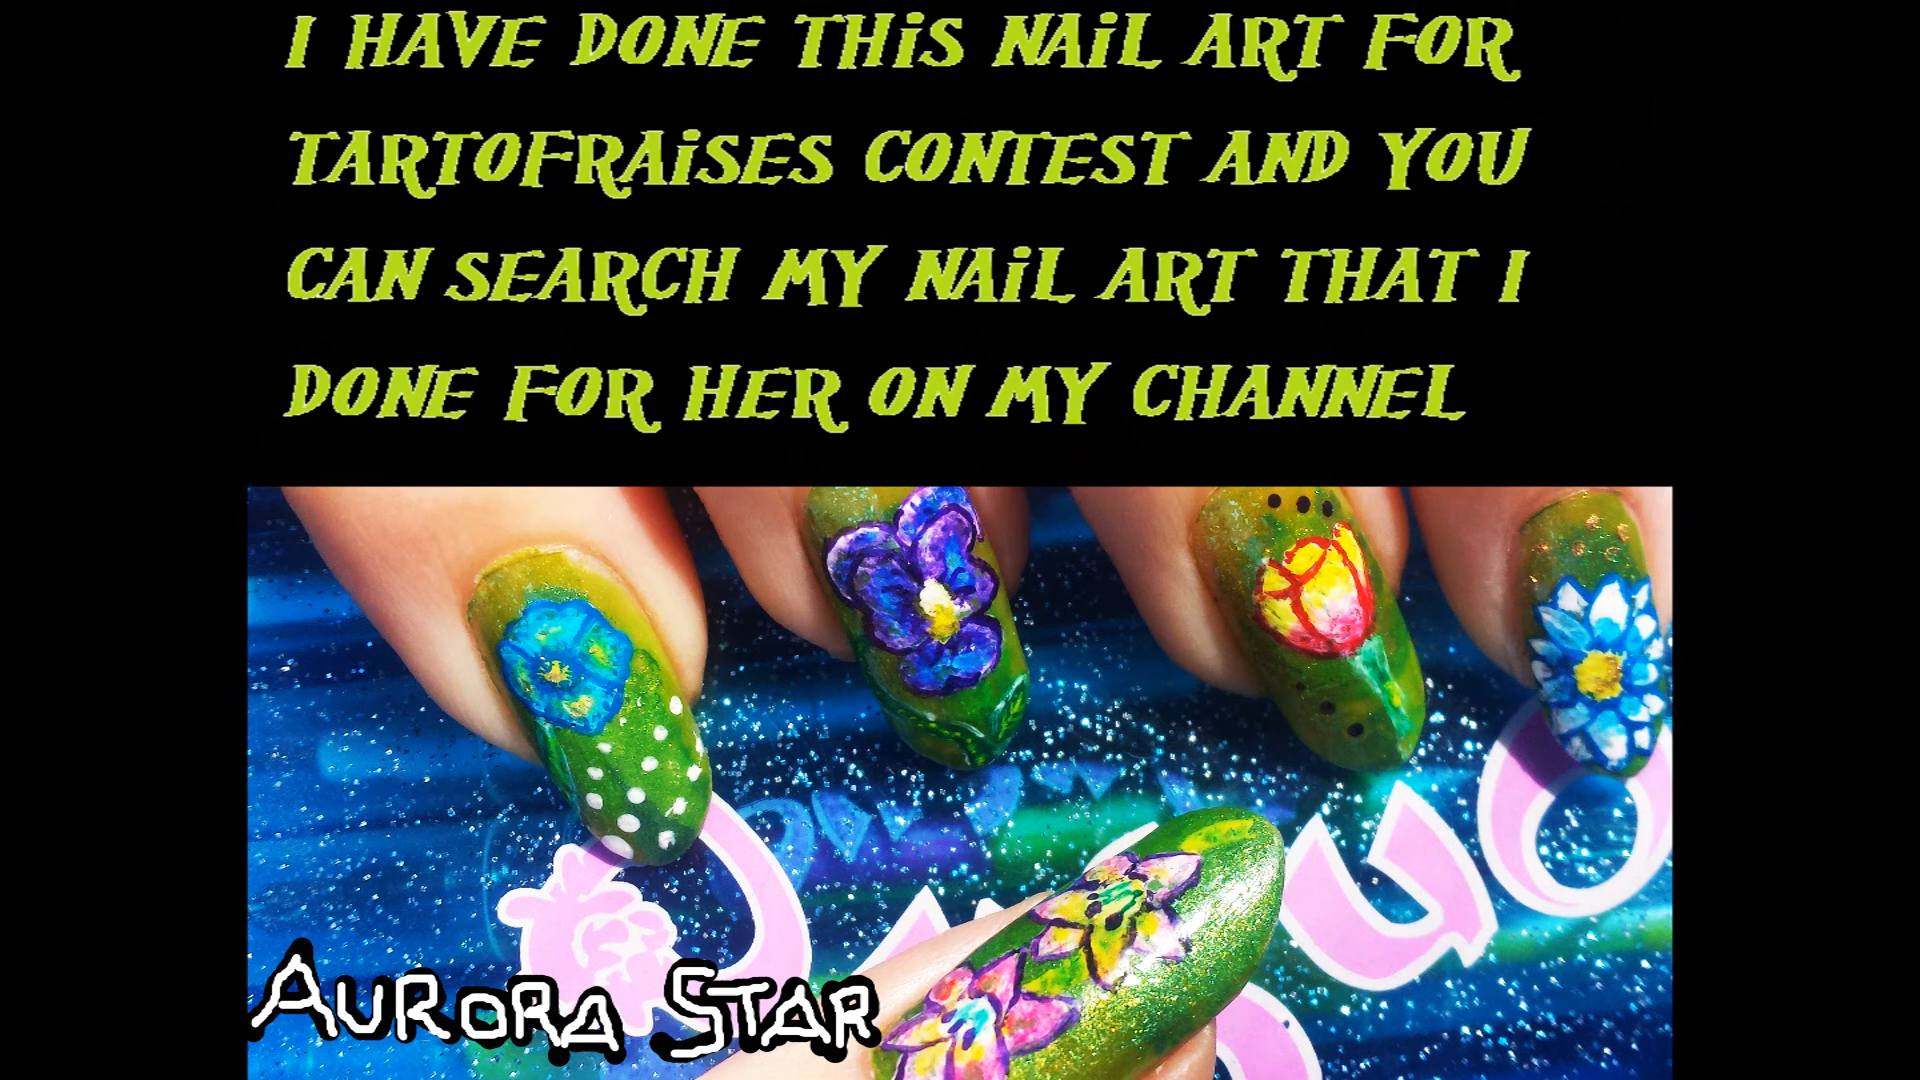 I HAVE DONE THiS NAiL ART FOR
TARTOFRAiSES CONTEST AND YOU
CAN SEARCH MY NAiL ART THAT I
DONE FOR HER ON MY CHANNEL
AURORA STAR